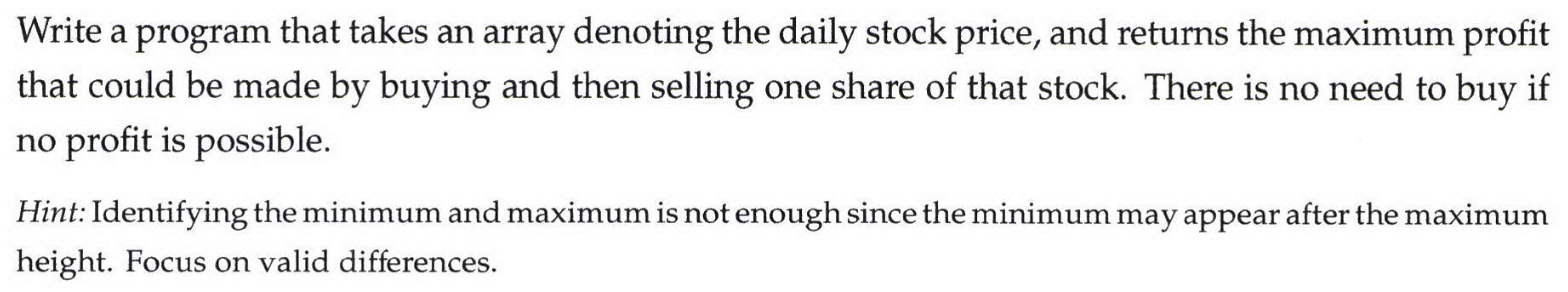 Write a program that takes an array denoting the daily stock price, and returns the maximum profit
that could be made by buying and then selling one share of that stock. There is no need to buy if
no profit is possible.
Hint: Identifying the minimum and maximum is not enough since the minimum may appear after the maximum
height. Focus on valid differences.